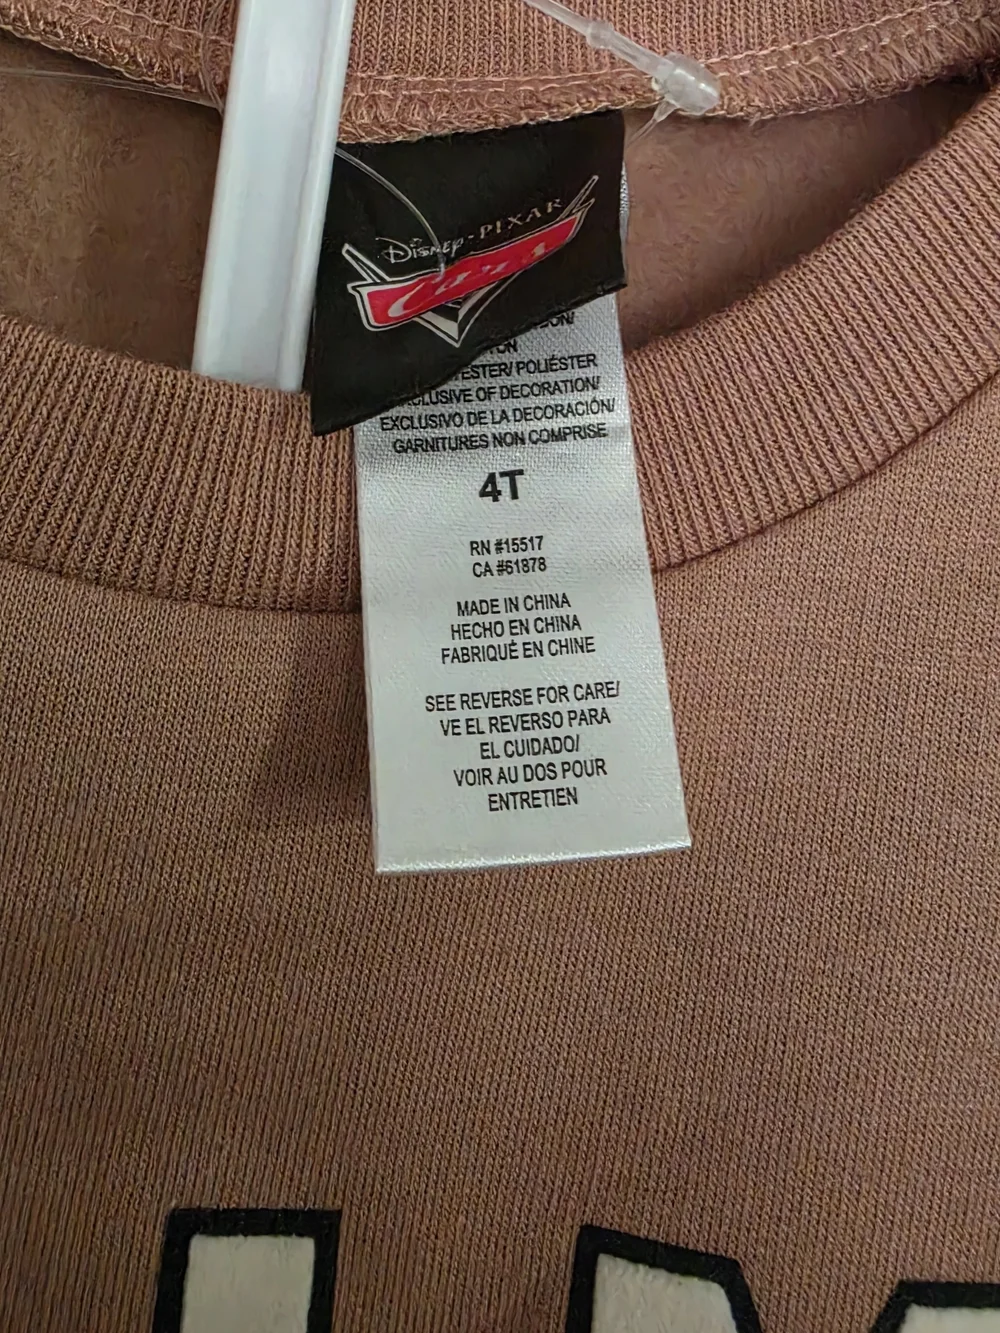 Disney·PIXAR
Cars
TON
ESTER/ POLIÉSTER
CLUSIVE OF DECORATION/
EXCLUSIVO DE LA DECORACIÓN/
GARNITURES NON COMPRISE
4T
RN #15517
CA #61878
MADE IN CHINA
HECHO EN CHINA
FABRIQUÉ EN CHINE
SEE REVERSE FOR CARE/
VE EL REVERSO PARA
EL CUIDADO/
VOIR AU DOS POUR
ENTRETIEN